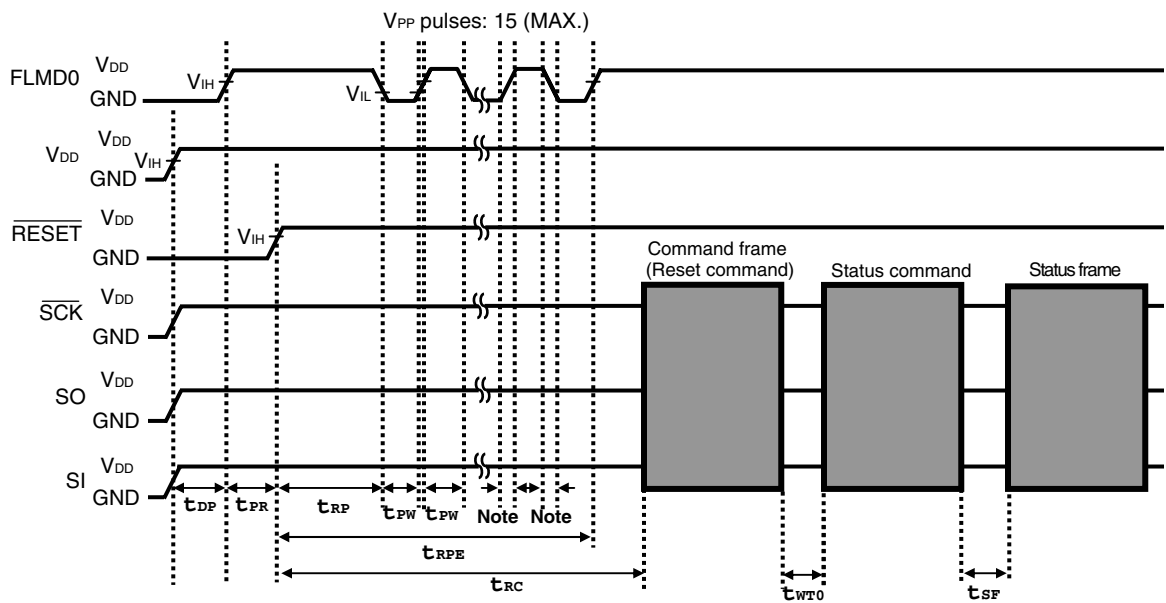 VPP pulses: 15 (MAX.)
FLMD0
VDD
GND
VIH
VIL
VDD
VDD
GND
VIH
RESET
VDD
GND
VIH
SCK
VDD
GND
SO
VDD
GND
SI
VDD
GND
Command frame
(Reset command)
Status command
Status frame
tDP
tPR
tRP
tPW
tPW
Note
Note
tRPE
tRC
tWT0
tSF